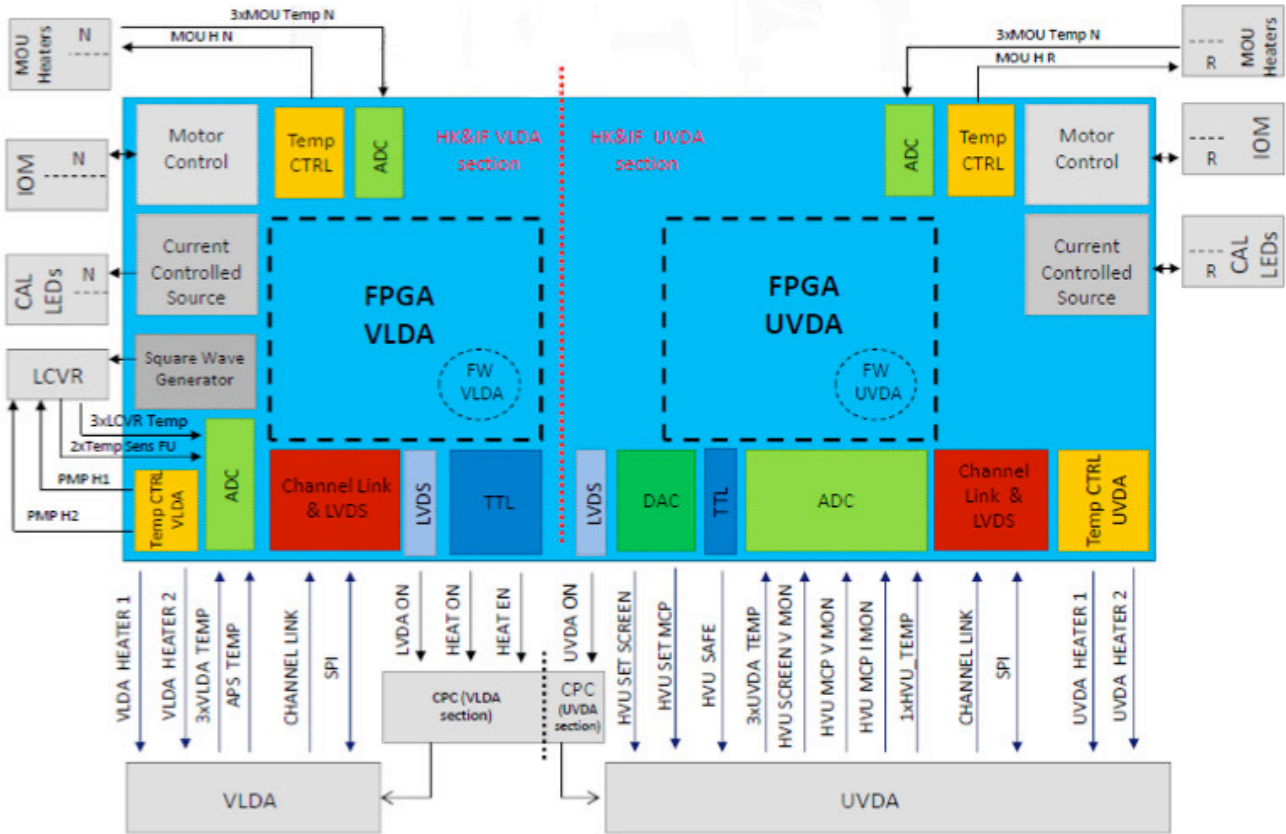 3xMOU Temp N
MOU H N
MOU
Heaters
N
3xMOU Temp N
MOU H R
R
MOU
Heaters
Motor
Control
Temp
CTRL
ADC
HK&IF VLDA
section
HK&IF UVDA
section
ADC
Temp
CTRL
Motor
Control
IOM
N
R
IOM
Current
Controlled
Source
Current
Controlled
Source
CAL
LEDs
N
R
CAL
LEDs
FPGA
VLDA
FW
VLDA
FPGA
UVDA
FW
UVDA
LCVR
Square Wave
Generator
3xLCVR Temp
2xTemp Sens FU
PMP H1
PMP H2
Temp CTRL
VLDA
ADC
Channel Link
& LVDS
LVDS
TTL
LVDS
DAC
TTL
ADC
Channel
Link &
LVDS
Temp CTRL
UVDA
VLDA HEATER 1
VLDA HEATER 2
3xVLDA TEMP
APS TEMP
CHANNEL LINK
SPI
LVDA ON
HEAT ON
HEAT EN
UVDA ON
HVU SET SCREEN
HVU SET MCP
HVU SAFE
3xUVDA TEMP
HVU SCREEN V MON
HVU MCP V MON
HVU MCP I MON
1xHVU_TEMP
CHANNEL LINK
SPI
UVDA HEATER 1
UVDA HEATER 2
CPC (VLDA
section)
CPC
(UVDA
section)
VLDA
UVDA